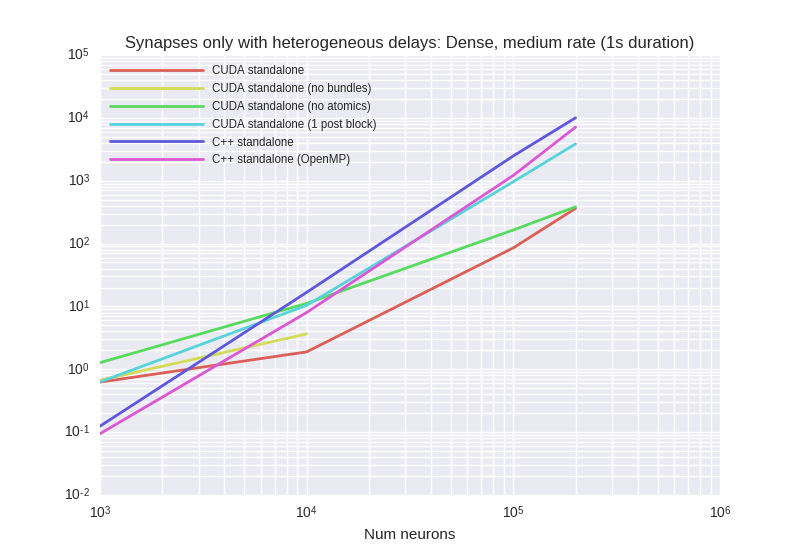 Synapses only with heterogeneous delays: Dense, medium rate (1s duration)
10^5
10^4
10^3
10^2
10^1
10^0
10^-1
10^-2
CUDA standalone
CUDA standalone (no bundles)
CUDA standalone (no atomics)
CUDA standalone (1 post block)
C++ standalone
C++ standalone (OpenMP)
10^3 10^4 10^5 10^6
Num neurons